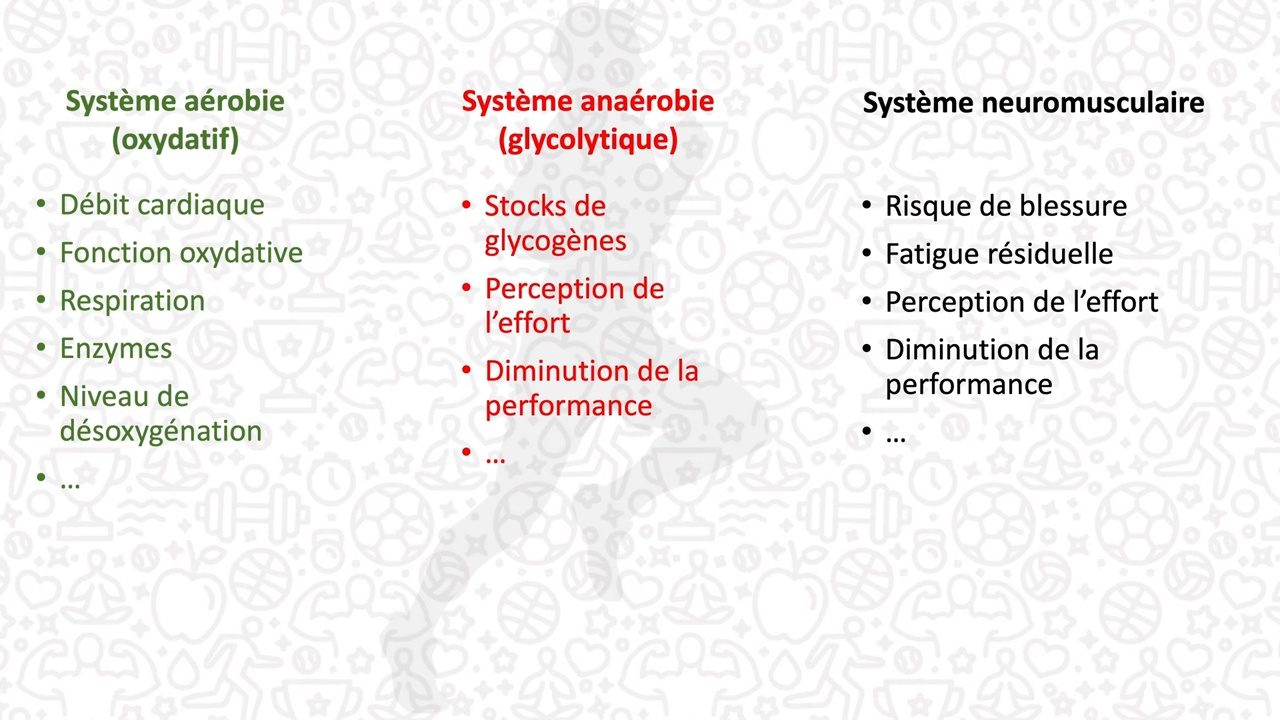 Système aérobie
(oxydatif)
• Débit cardiaque
• Fonction oxydative
• Respiration
• Enzymes
• Niveau de
désoxygénation
• …
Système anaérobie
(glycolytique)
• Stocks de
glycogènes
• Perception de
l’effort
• Diminution de la
performance
• …
Système neuromusculaire
• Risque de blessure
• Fatigue résiduelle
• Perception de l’effort
• Diminution de la
performance
• …